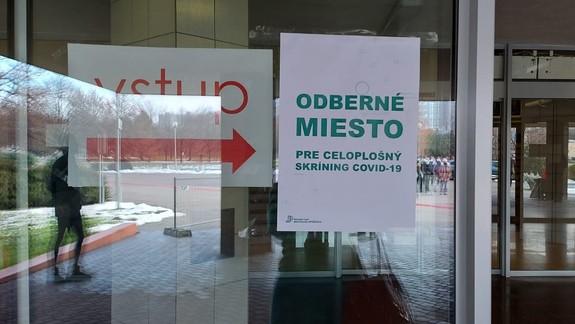 vstup
ODBERNÉ
MIESTO
PRE CELOPLOŠNÝ
SKRÍNING COVID-19